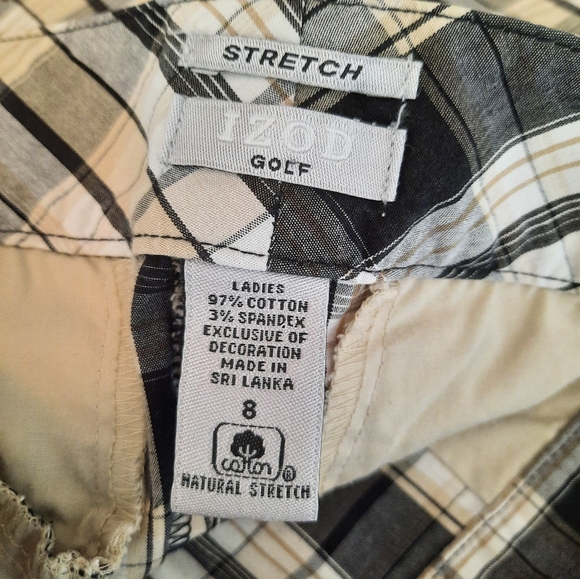 STRETCH
IZOD
GOLF
LADIES
97% COTTON
3% SPANDEX
EXCLUSIVE OF
DECORATION
MADE IN
SRI LANKA
8
cotton ®
NATURAL STRETCH